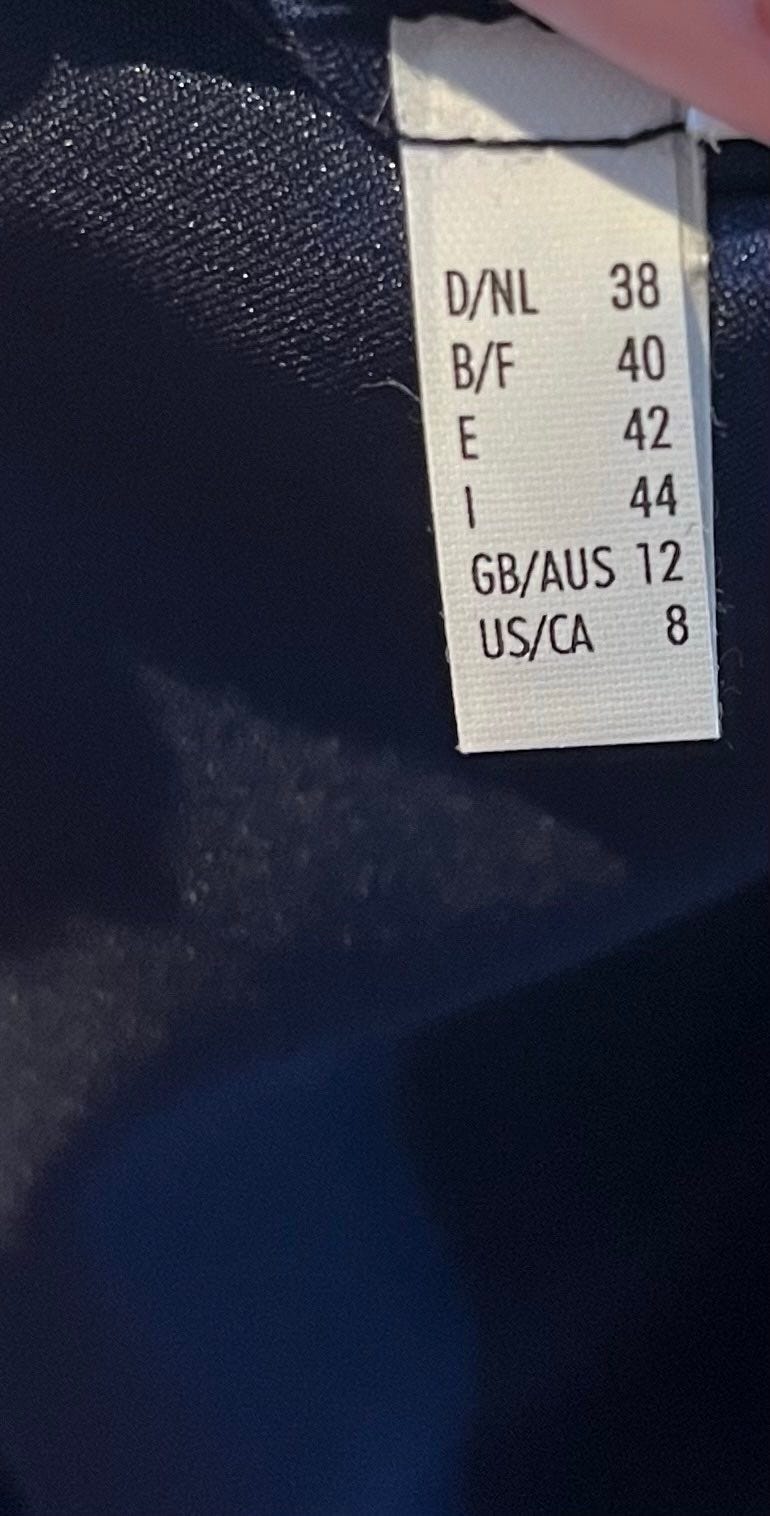 D/NL 38
B/F 40
E 42
I 44
GB/AUS 12
US/CA 8